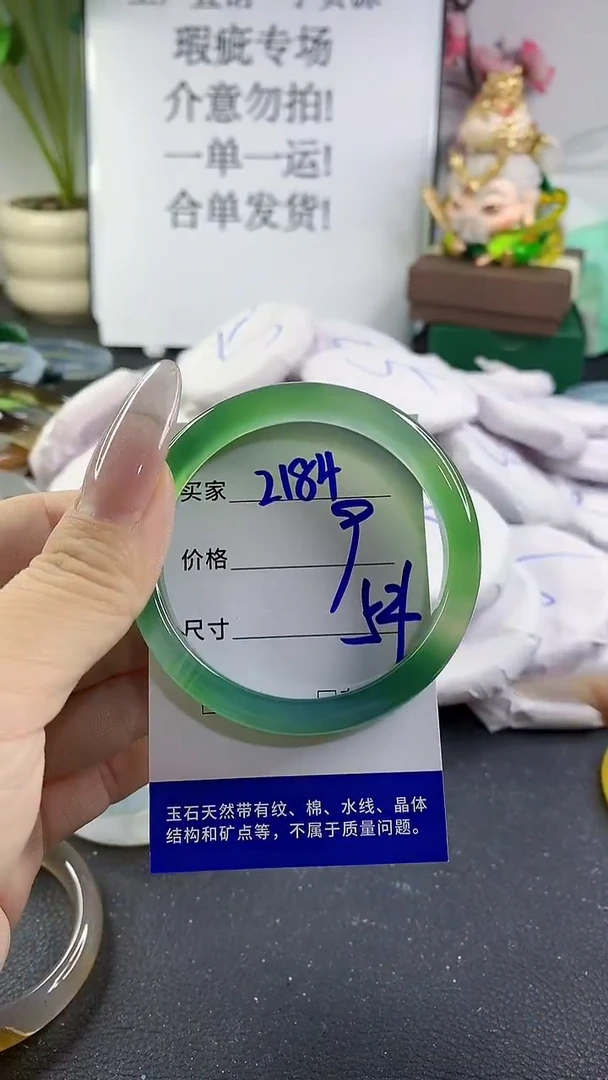 瑕疵专场
介意勿拍!
一单一运!
合单发货!
买家 2184
价格 9
尺寸 54
玉石天然带有纹、棉、水线、晶体
结构和矿点等，不属于质量问题。